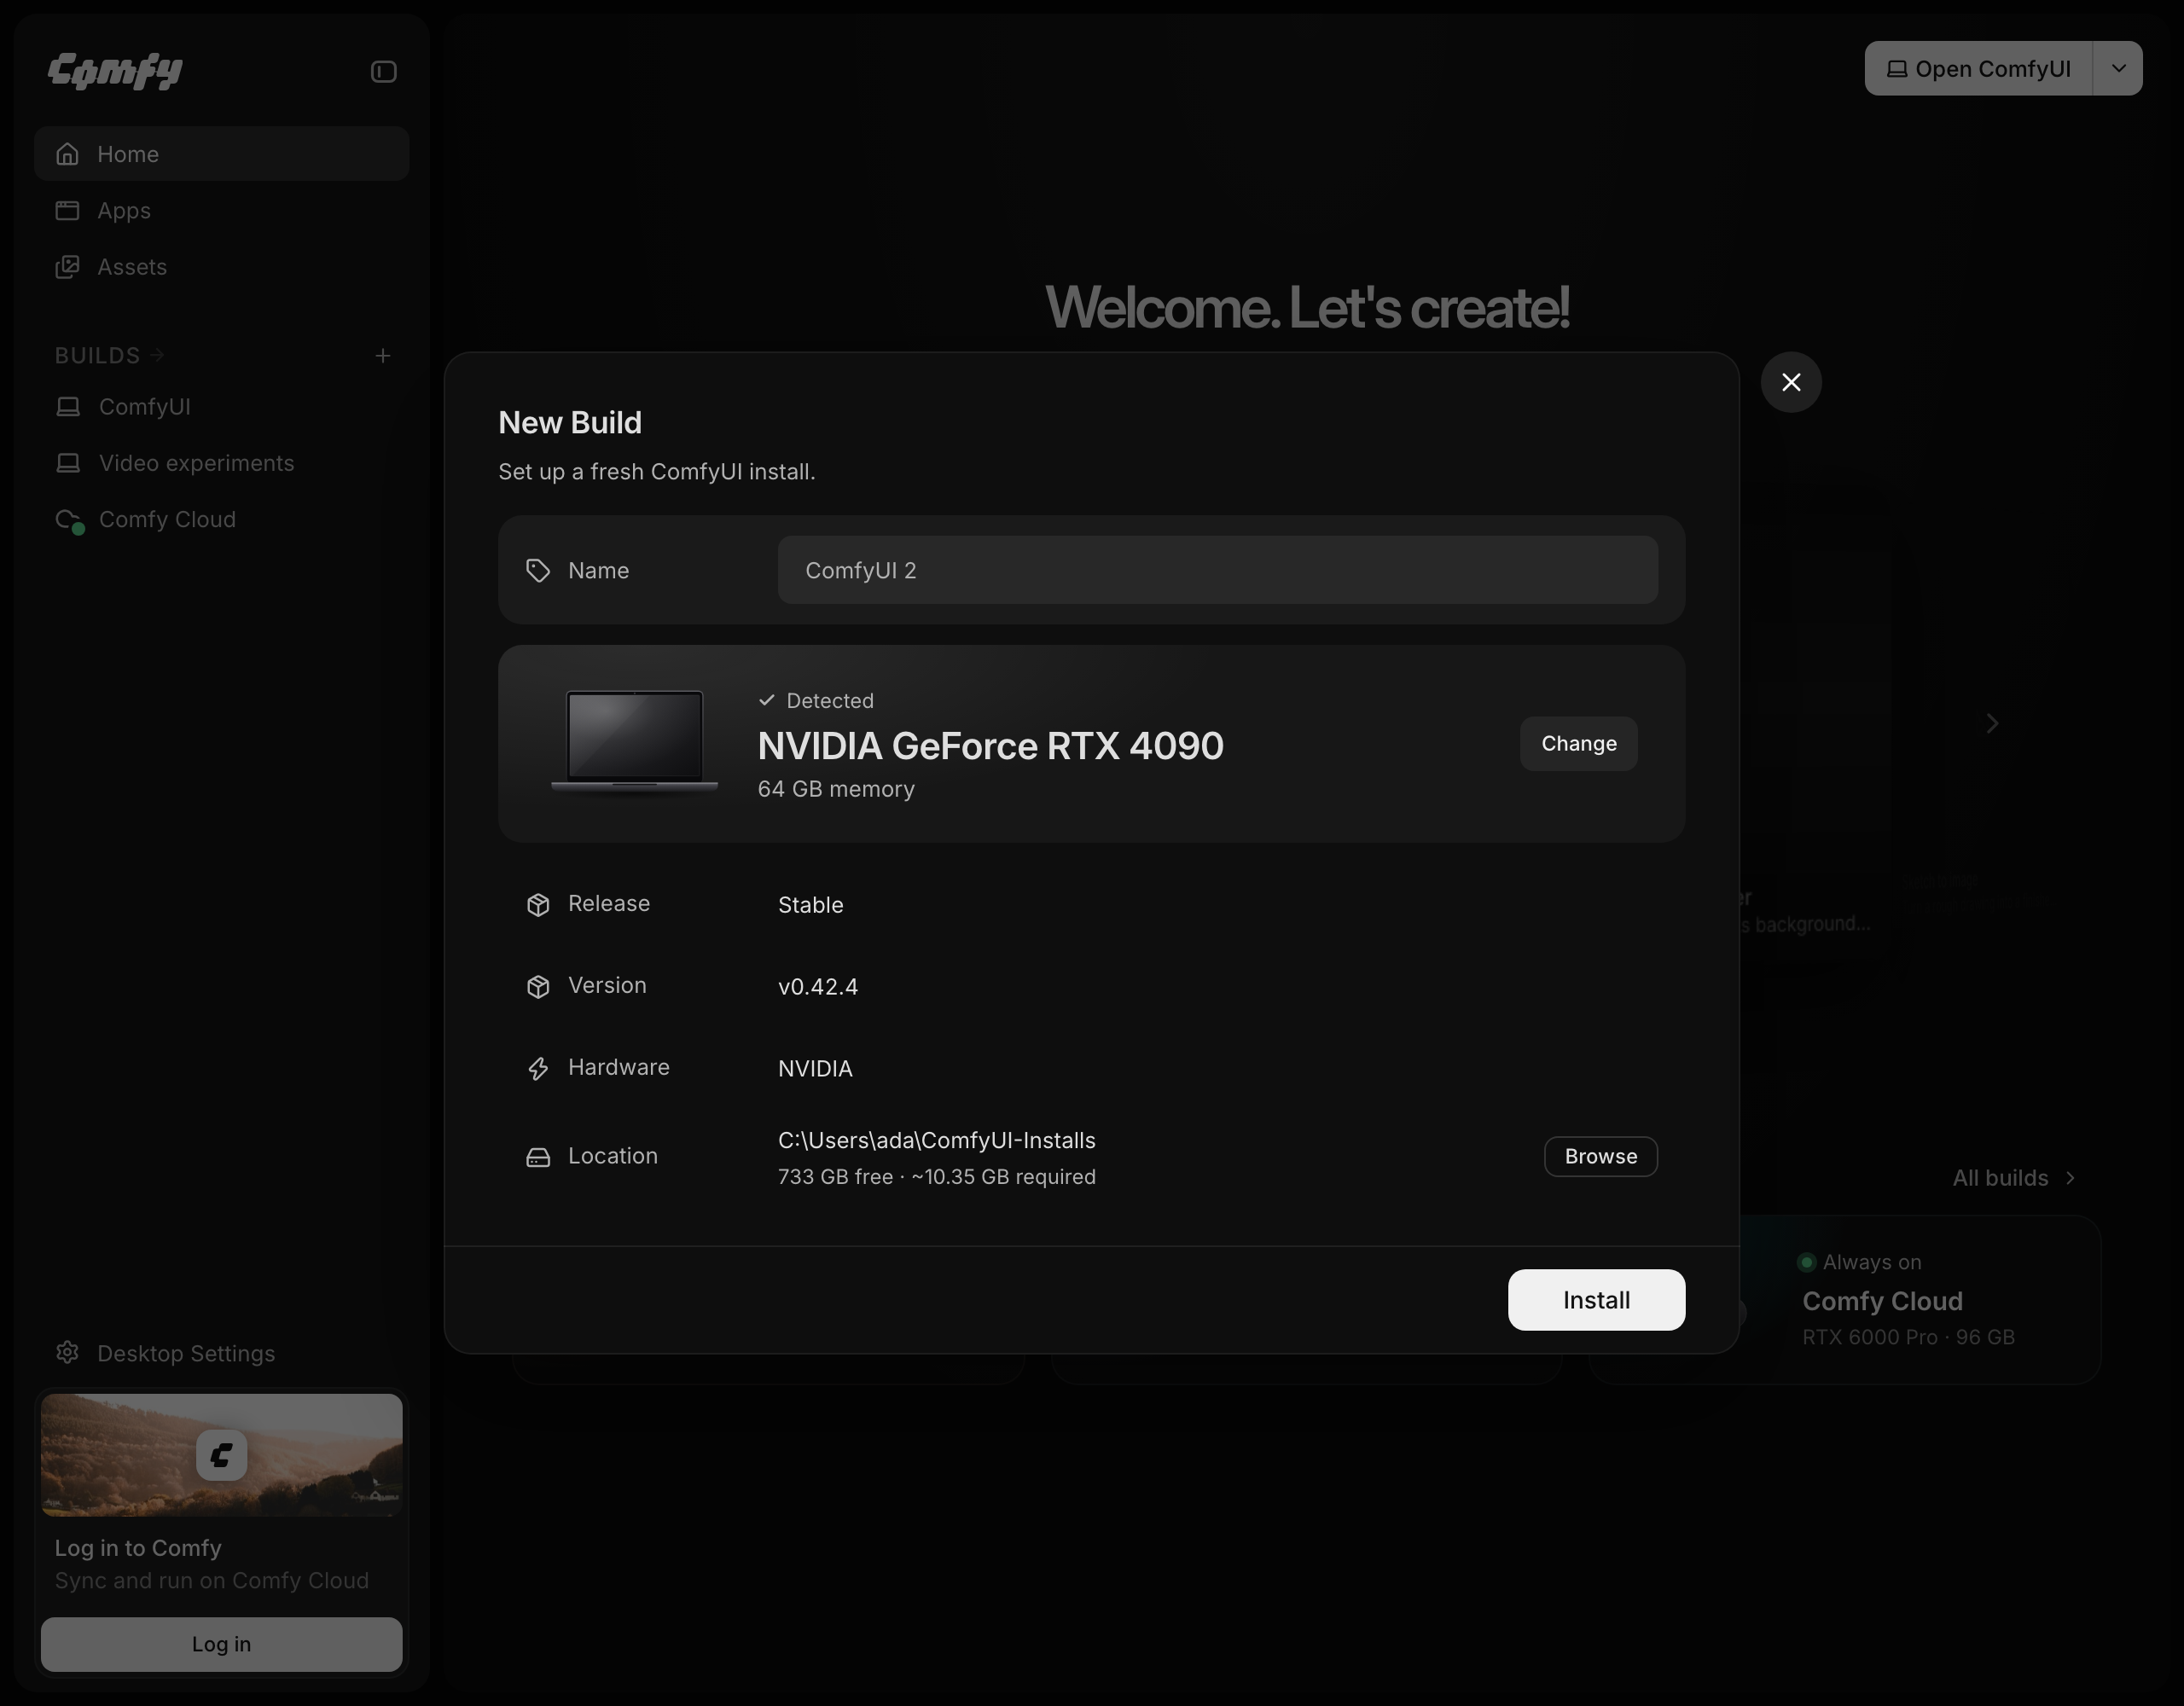 Comfy
Open ComfyUI
Home
Apps
Assets
Welcome. Let's create!
BUILDS
ComfyUI
Video experiments
Comfy Cloud
New Build
Set up a fresh ComfyUI install.
Name
ComfyUI 2
Detected
NVIDIA GeForce RTX 4090
64 GB memory
Change
Release
Stable
Version
v0.42.4
Hardware
NVIDIA
Location
C:\Users\ada\ComfyUI-Installs
733 GB free · ~10.35 GB required
Browse
Install
er
s background...
All builds
Always on
Comfy Cloud
RTX 6000 Pro · 96 GB
Desktop Settings
Log in to Comfy
Sync and run on Comfy Cloud
Log in